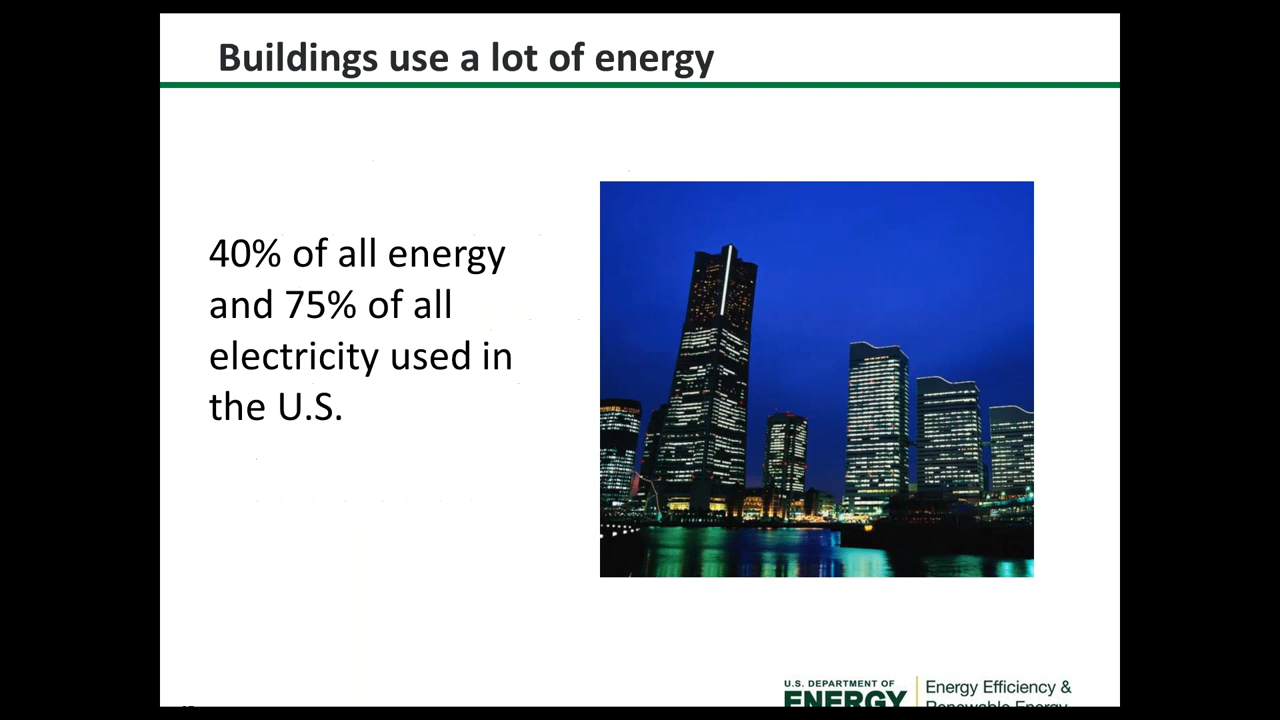 Buildings use a lot of energy
40% of all energy
and 75% of all
electricity used in
the U.S.
U.S. DEPARTMENT OF
ENERGY
Energy Efficiency &
Renewable Energy